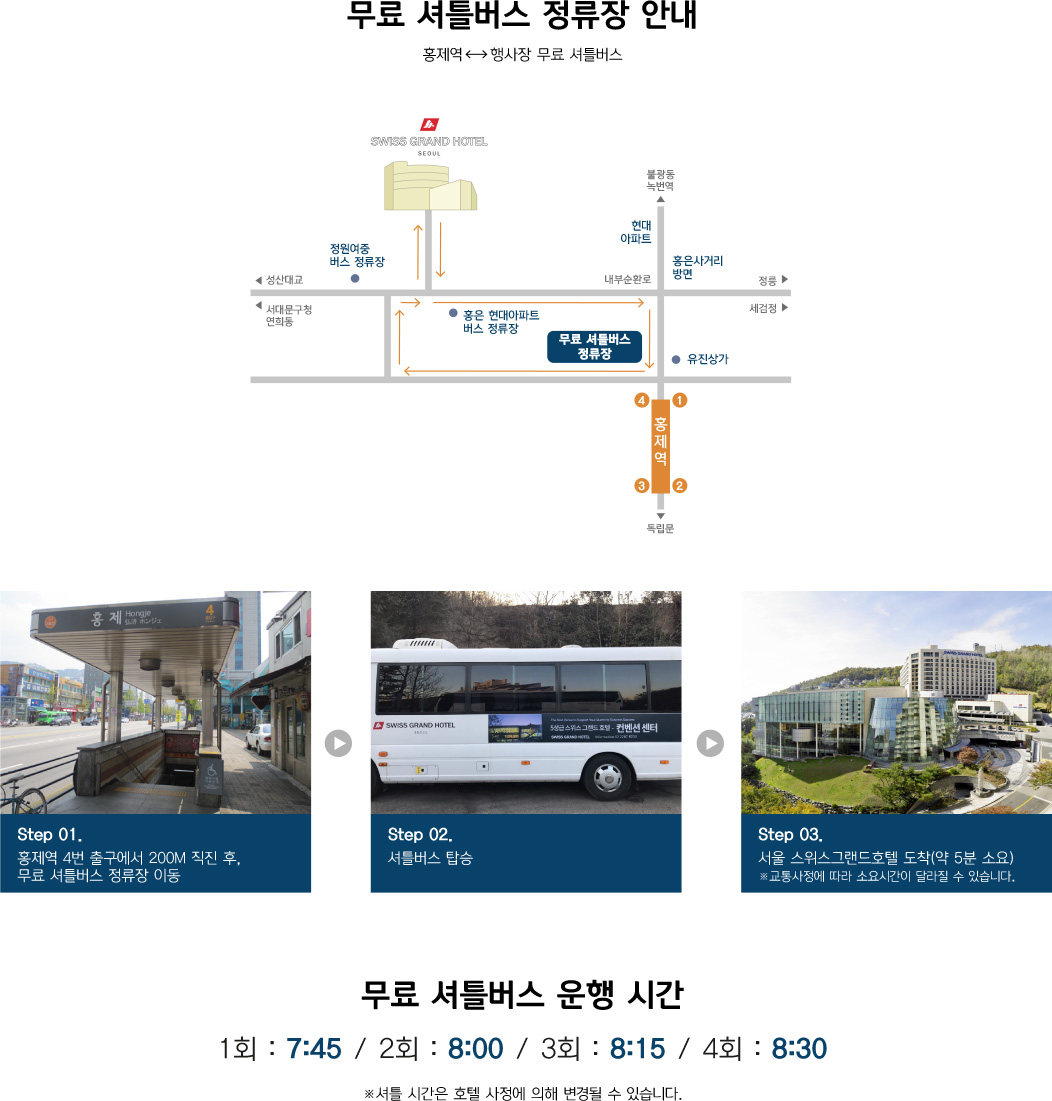 무료 셔틀버스 정류장 안내
홍제역 ↔ 행사장 무료 셔틀버스
SWISS GRAND HOTEL
SEOUL
불광동
녹번역
현대
아파트
정원여중
버스 정류장
홍은사거리
방면
◀ 성산대교
내부순환로
정릉 ▶
◀ 서대문구청
연희동
세검정 ▶
홍은 현대아파트
버스 정류장
무료 셔틀버스
정류장
유진상가
4
1
홍제역
3
2
독립문
홍제 Hongje
弘済 ホンジェ
4
SWISS GRAND HOTEL
SEOUL
5성급 스위스 그랜드 호텔 - 컨벤션 센터
SWISS GRAND HOTEL
SWISS GRAND HOTEL
Step 01.
홍제역 4번 출구에서 200M 직진 후,
무료 셔틀버스 정류장 이동
Step 02.
셔틀버스 탑승
Step 03.
서울 스위스그랜드호텔 도착(약 5분 소요)
※교통사정에 따라 소요시간이 달라질 수 있습니다.
무료 셔틀버스 운행 시간
1회 : 7:45 / 2회 : 8:00 / 3회 : 8:15 / 4회 : 8:30
※셔틀 시간은 호텔 사정에 의해 변경될 수 있습니다.